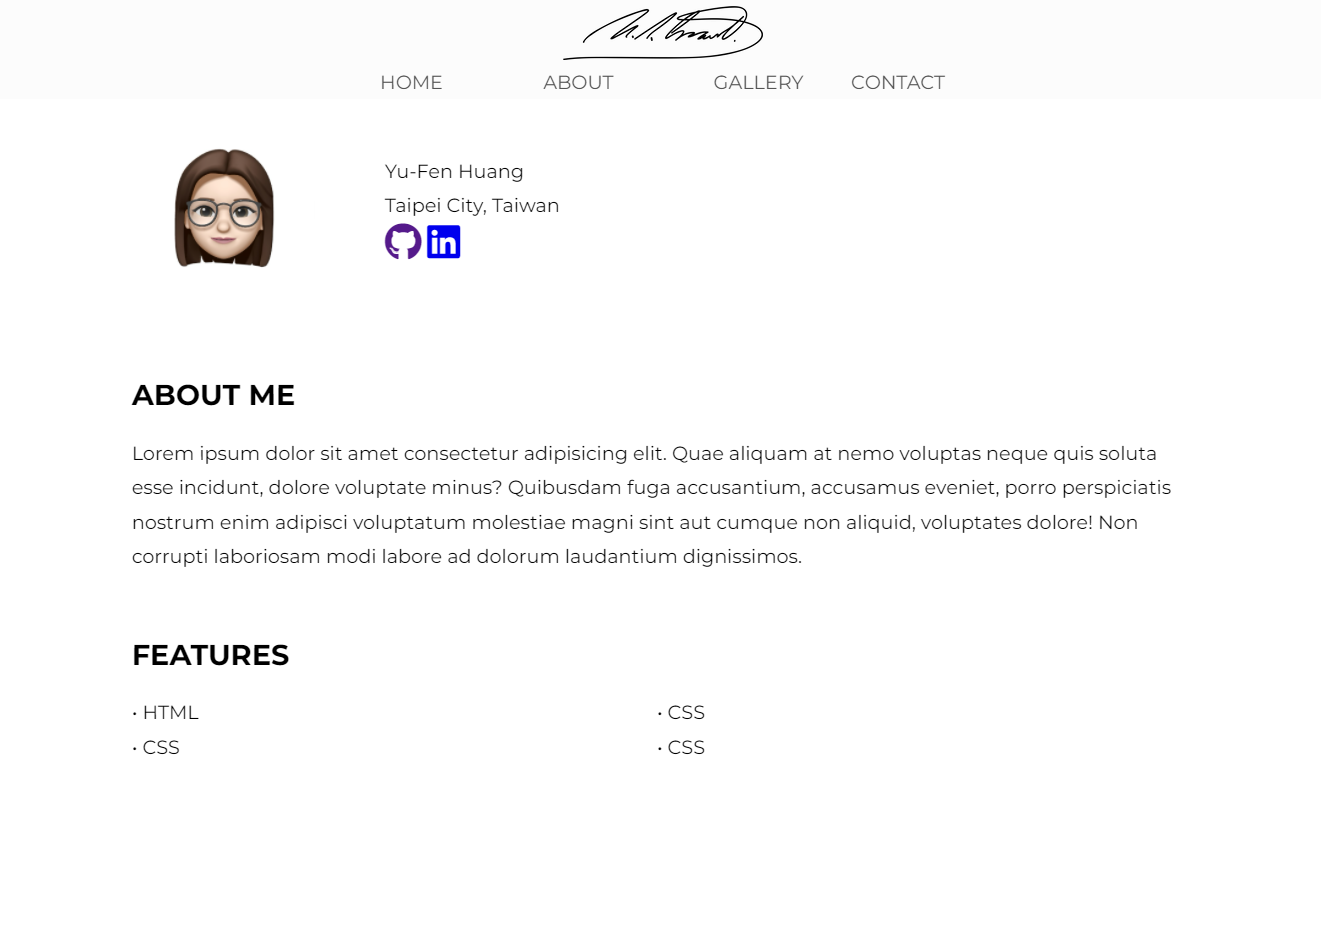 HOME ABOUT GALLERY CONTACT
Yu-Fen Huang
Taipei City, Taiwan
in
ABOUT ME
Lorem ipsum dolor sit amet consectetur adipisicing elit. Quae aliquam at nemo voluptas neque quis soluta
esse incidunt, dolore voluptate minus? Quibusdam fuga accusantium, accusamus eveniet, porro perspiciatis
nostrum enim adipisci voluptatum molestiae magni sint aut cumque non aliquid, voluptates dolore! Non
corrupti laboriosam modi labore ad dolorum laudantium dignissimos.
FEATURES
• HTML • CSS
• CSS • CSS